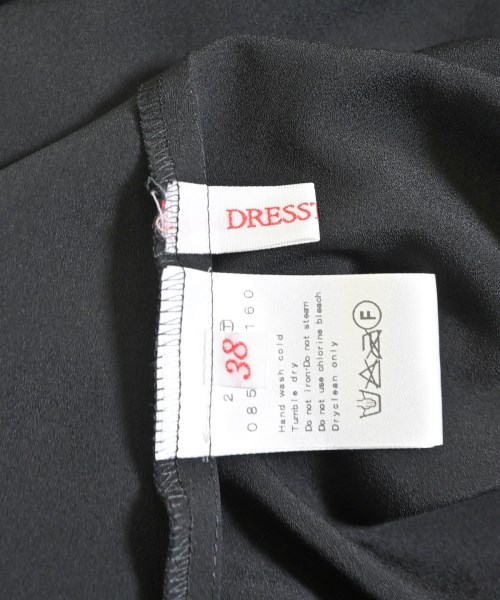 DRESST
2
38
085 160
Hand wash cold
Tumble dry
Do not iron·Do not steam
Do not use chlorine bleach
Dryclean only
F